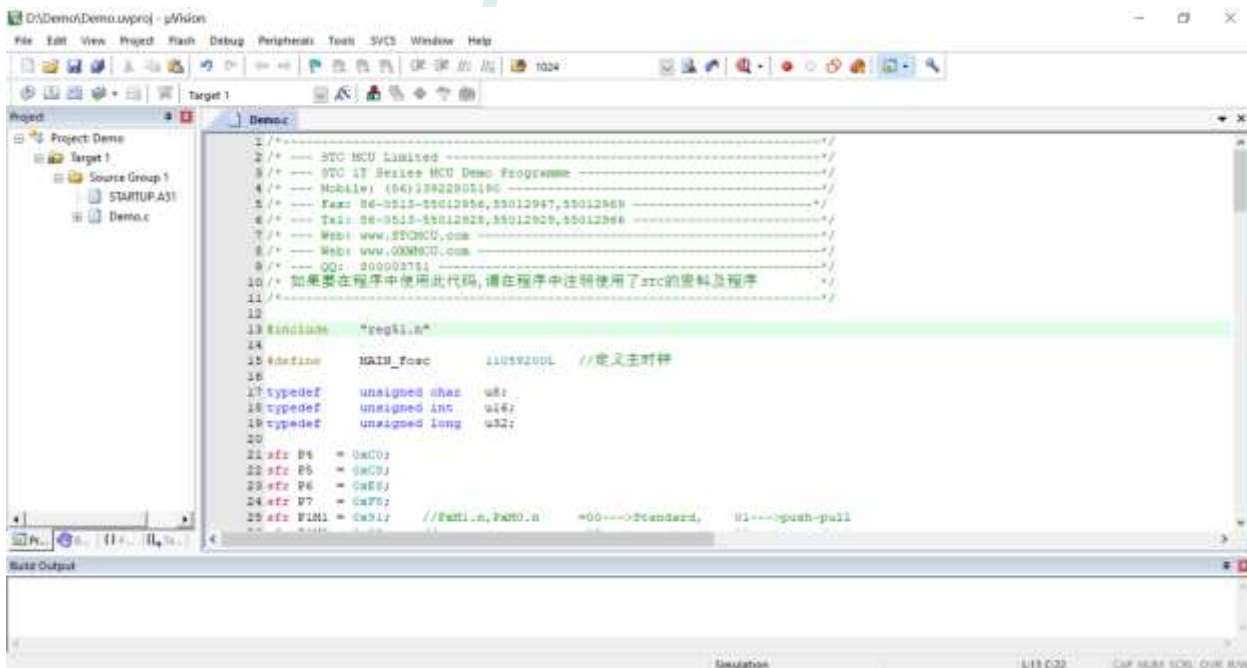 D:\Demo\Demo.uvproj - µVision
File Edit View Project Flash Debug Peripherals Tools SVCS Window Help
1024
Target 1
Project
Demo.c
Project: Demo
Target 1
Source Group 1
STARTUP.A51
Demo.c
1 /*---*/
2 /* --- STC MCU Limited ---*/
3 /* --- STC 1T Series MCU Demo Programme ---*/
4 /* --- Mobile: (86)13922805190 ---*/
5 /* --- Fax: 86-0513-55012956,55012947,55012969 ---*/
6 /* --- Tel: 86-0513-55012928,55012929,55012966 ---*/
7 /* --- Web: www.STCMCU.com ---*/
8 /* --- Web: www.GXWMCU.com ---*/
9 /* --- QQ: 800003751 ---*/
10 /* 如果要在程序中使用此代码,请在程序中注明使用了STC的资料及程序 */
11 /*---*/
12
13 #include "reg51.h"
14
15 #define MAIN_Fosc 11059200L //定义主时钟
16
17 typedef unsigned char u8;
18 typedef unsigned int u16;
19 typedef unsigned long u32;
20
21 sfr P4 = 0xC0;
22 sfr P5 = 0xC8;
23 sfr P6 = 0xE8;
24 sfr P7 = 0xF8;
25 sfr P1M1 = 0x91; //PxM1.n,PxM0.n =00--->Standard, 01--->push-pull
Build Output
Simulation
L:13 C:22
CAP NUM SCRL OVR R/W